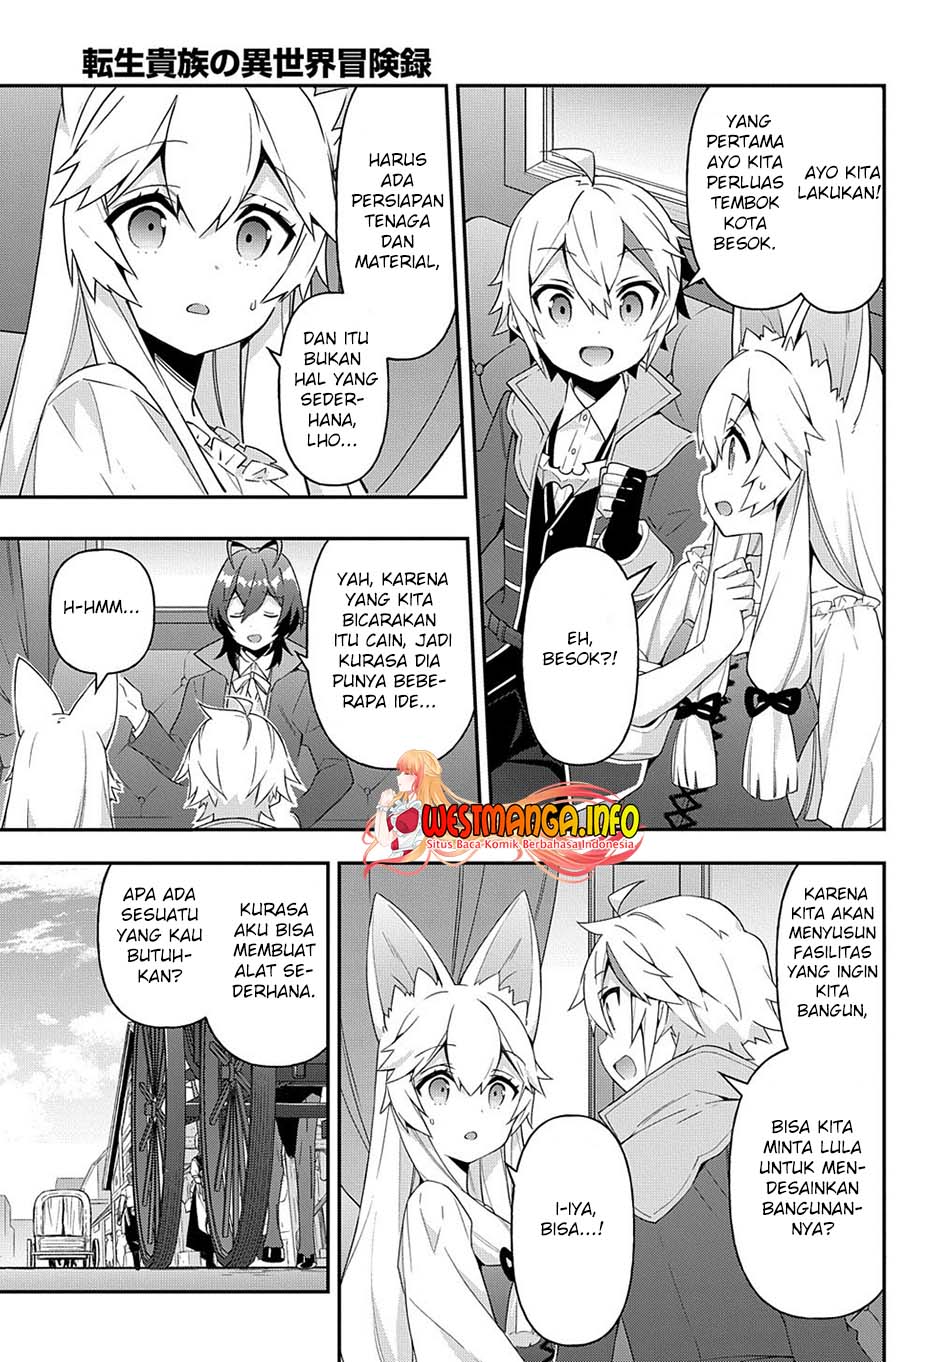 転生貴族の異世界冒険録
AYO KITA
LAKUKAN!
YANG
PERTAMA
AYO KITA
PERLUAS
TEMBOK
KOTA
BESOK.
EH,
BESOK?!
HARUS
ADA
PERSIAPAN
TENAGA
DAN
MATERIAL,
DAN ITU
BUKAN
HAL YANG
SEDER-
HANA,
LHO...
YAH, KARENA
YANG KITA
BICARAKAN
ITU CAIN, JADI
KURASA DIA
PUNYA BEBE-
RAPA IDE...
H-HMM...
WESTMANGA.INFO
Situs Baca Komik Berbahasa Indonesia
KARENA
KITA AKAN
MENYUSUN
FASILITAS
YANG INGIN
KITA
BANGUN,
BISA KITA
MINTA LULA
UNTUK MEN-
DESAINKAN
BANGUNAN-
NYA?
I-IYA,
BISA...!
KURASA
AKU BISA
MEMBUAT
ALAT SE-
DERHANA.
APA ADA
SESUATU
YANG KAU
BUTUH-
KAN?